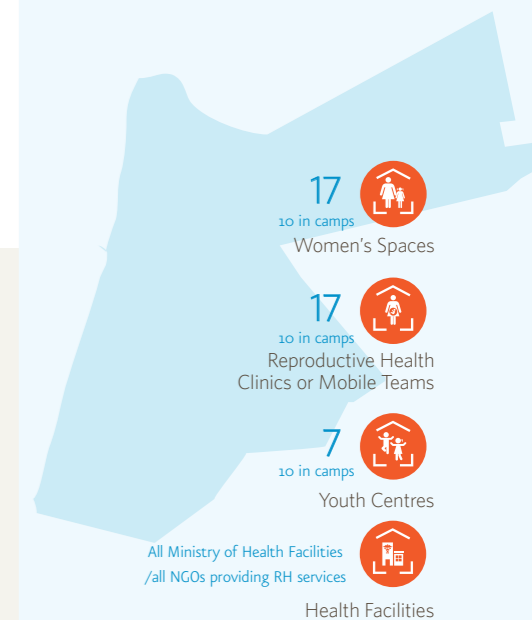 17
10 in camps
Women's Spaces
17
10 in camps
Reproductive Health
Clinics or Mobile Teams
7
10 in camps
Youth Centres
All Ministry of Health Facilities
/all NGOs providing RH services
Health Facilities